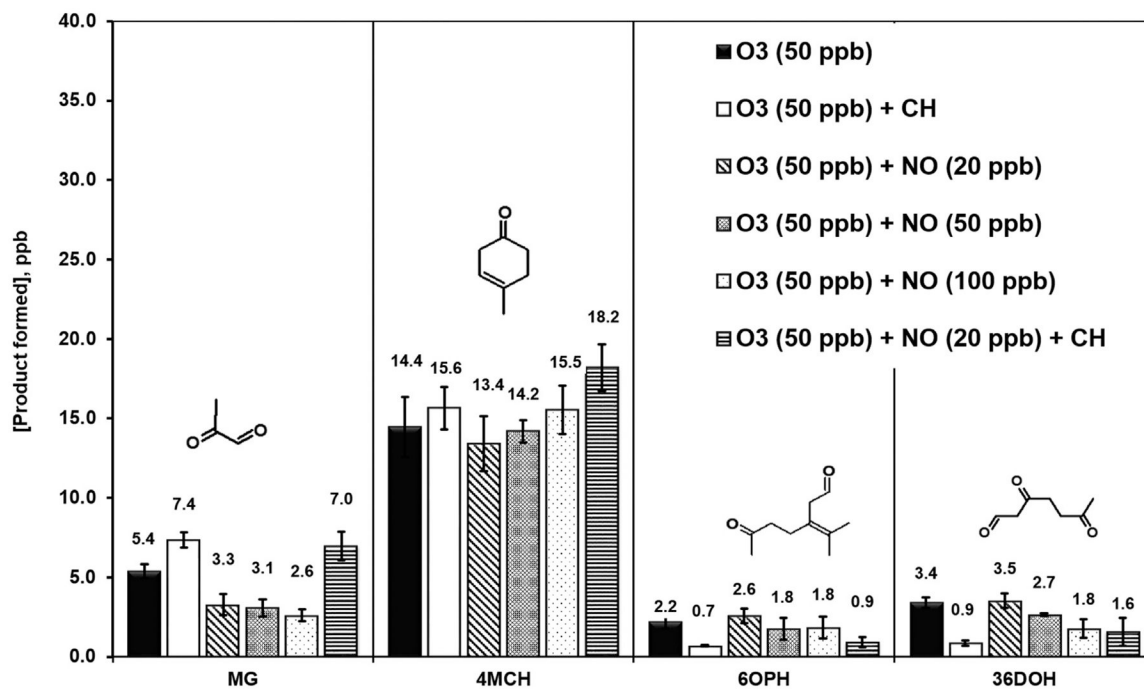 40.0
35.0
30.0
25.0
20.0
15.0
10.0
5.0
0.0
[Product formed], ppb
O3 (50 ppb)
O3 (50 ppb) + CH
O3 (50 ppb) + NO (20 ppb)
O3 (50 ppb) + NO (50 ppb)
O3 (50 ppb) + NO (100 ppb)
O3 (50 ppb) + NO (20 ppb) + CH
O
O
5.4
7.4
3.3
3.1
2.6
7.0
O
14.4
15.6
13.4
14.2
15.5
18.2
O
O
2.2
0.7
2.6
1.8
1.8
0.9
O
O
O
3.4
0.9
3.5
2.7
1.8
1.6
MG
4MCH
6OPH
36DOH